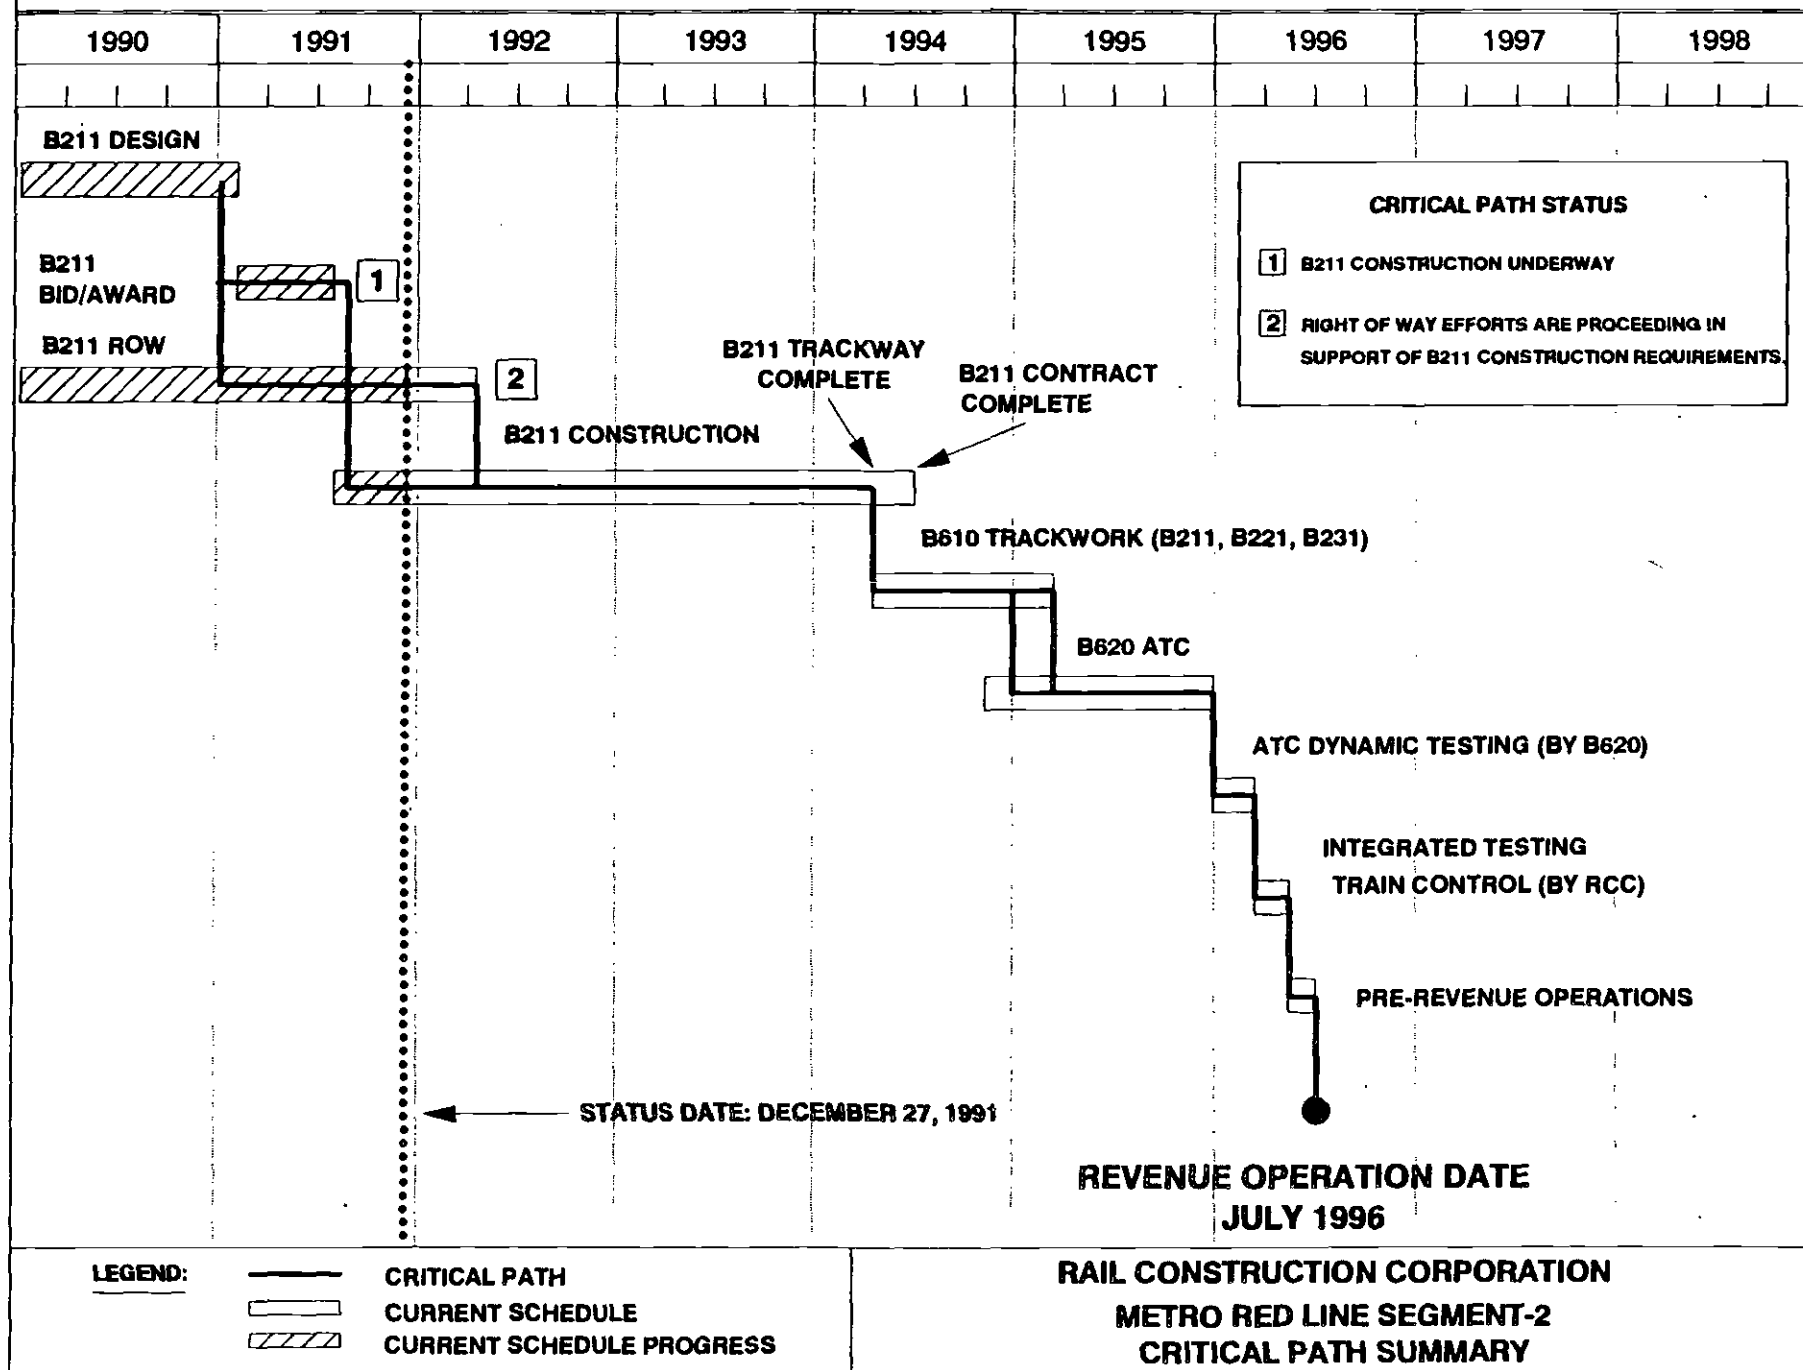 1990 1991 1992 1993 1994 1995 1996 1997 1998
B211 DESIGN
B211
BID/AWARD
1
B211 ROW
2
B211 CONSTRUCTION
B211 TRACKWAY
COMPLETE
B211 CONTRACT
COMPLETE
CRITICAL PATH STATUS
1 B211 CONSTRUCTION UNDERWAY
2 RIGHT OF WAY EFFORTS ARE PROCEEDING IN
SUPPORT OF B211 CONSTRUCTION REQUIREMENTS.
B610 TRACKWORK (B211, B221, B231)
B620 ATC
ATC DYNAMIC TESTING (BY B620)
INTEGRATED TESTING
TRAIN CONTROL (BY RCC)
PRE-REVENUE OPERATIONS
STATUS DATE: DECEMBER 27, 1991
REVENUE OPERATION DATE
JULY 1996
LEGEND:
CRITICAL PATH
CURRENT SCHEDULE
CURRENT SCHEDULE PROGRESS
RAIL CONSTRUCTION CORPORATION
METRO RED LINE SEGMENT-2
CRITICAL PATH SUMMARY